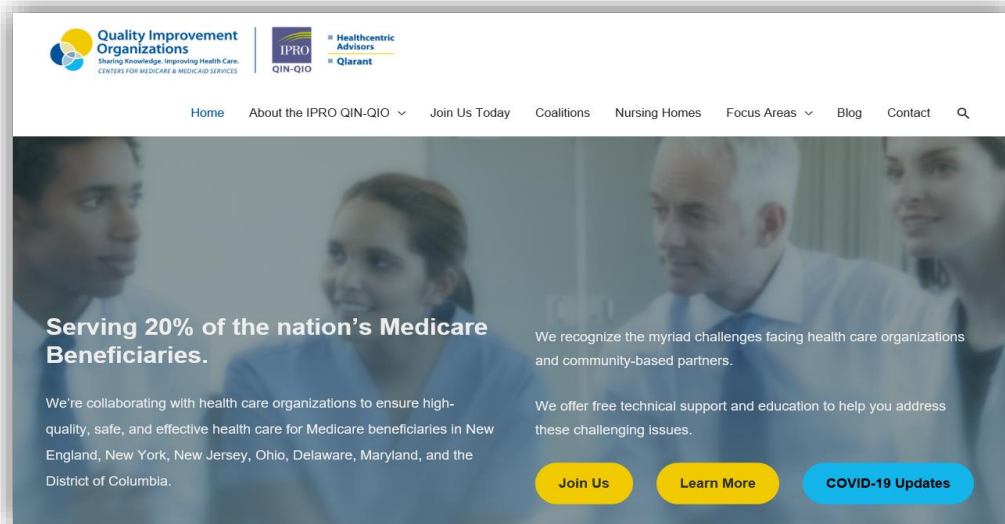 Quality Improvement
Organizations
Sharing Knowledge. Improving Health Care.
CENTERS FOR MEDICARE & MEDICAID SERVICES
IPRO
QIN-QIO
Healthcentric
Advisors
Qlarant
Home About the IPRO QIN-QIO Join Us Today Coalitions Nursing Homes Focus Areas Blog Contact
Serving 20% of the nation's Medicare
Beneficiaries.
We're collaborating with health care organizations to ensure high-
quality, safe, and effective health care for Medicare beneficiaries in New
England, New York, New Jersey, Ohio, Delaware, Maryland, and the
District of Columbia.
We recognize the myriad challenges facing health care organizations
and community-based partners.
We offer free technical support and education to help you address
these challenging issues.
Join Us Learn More COVID-19 Updates